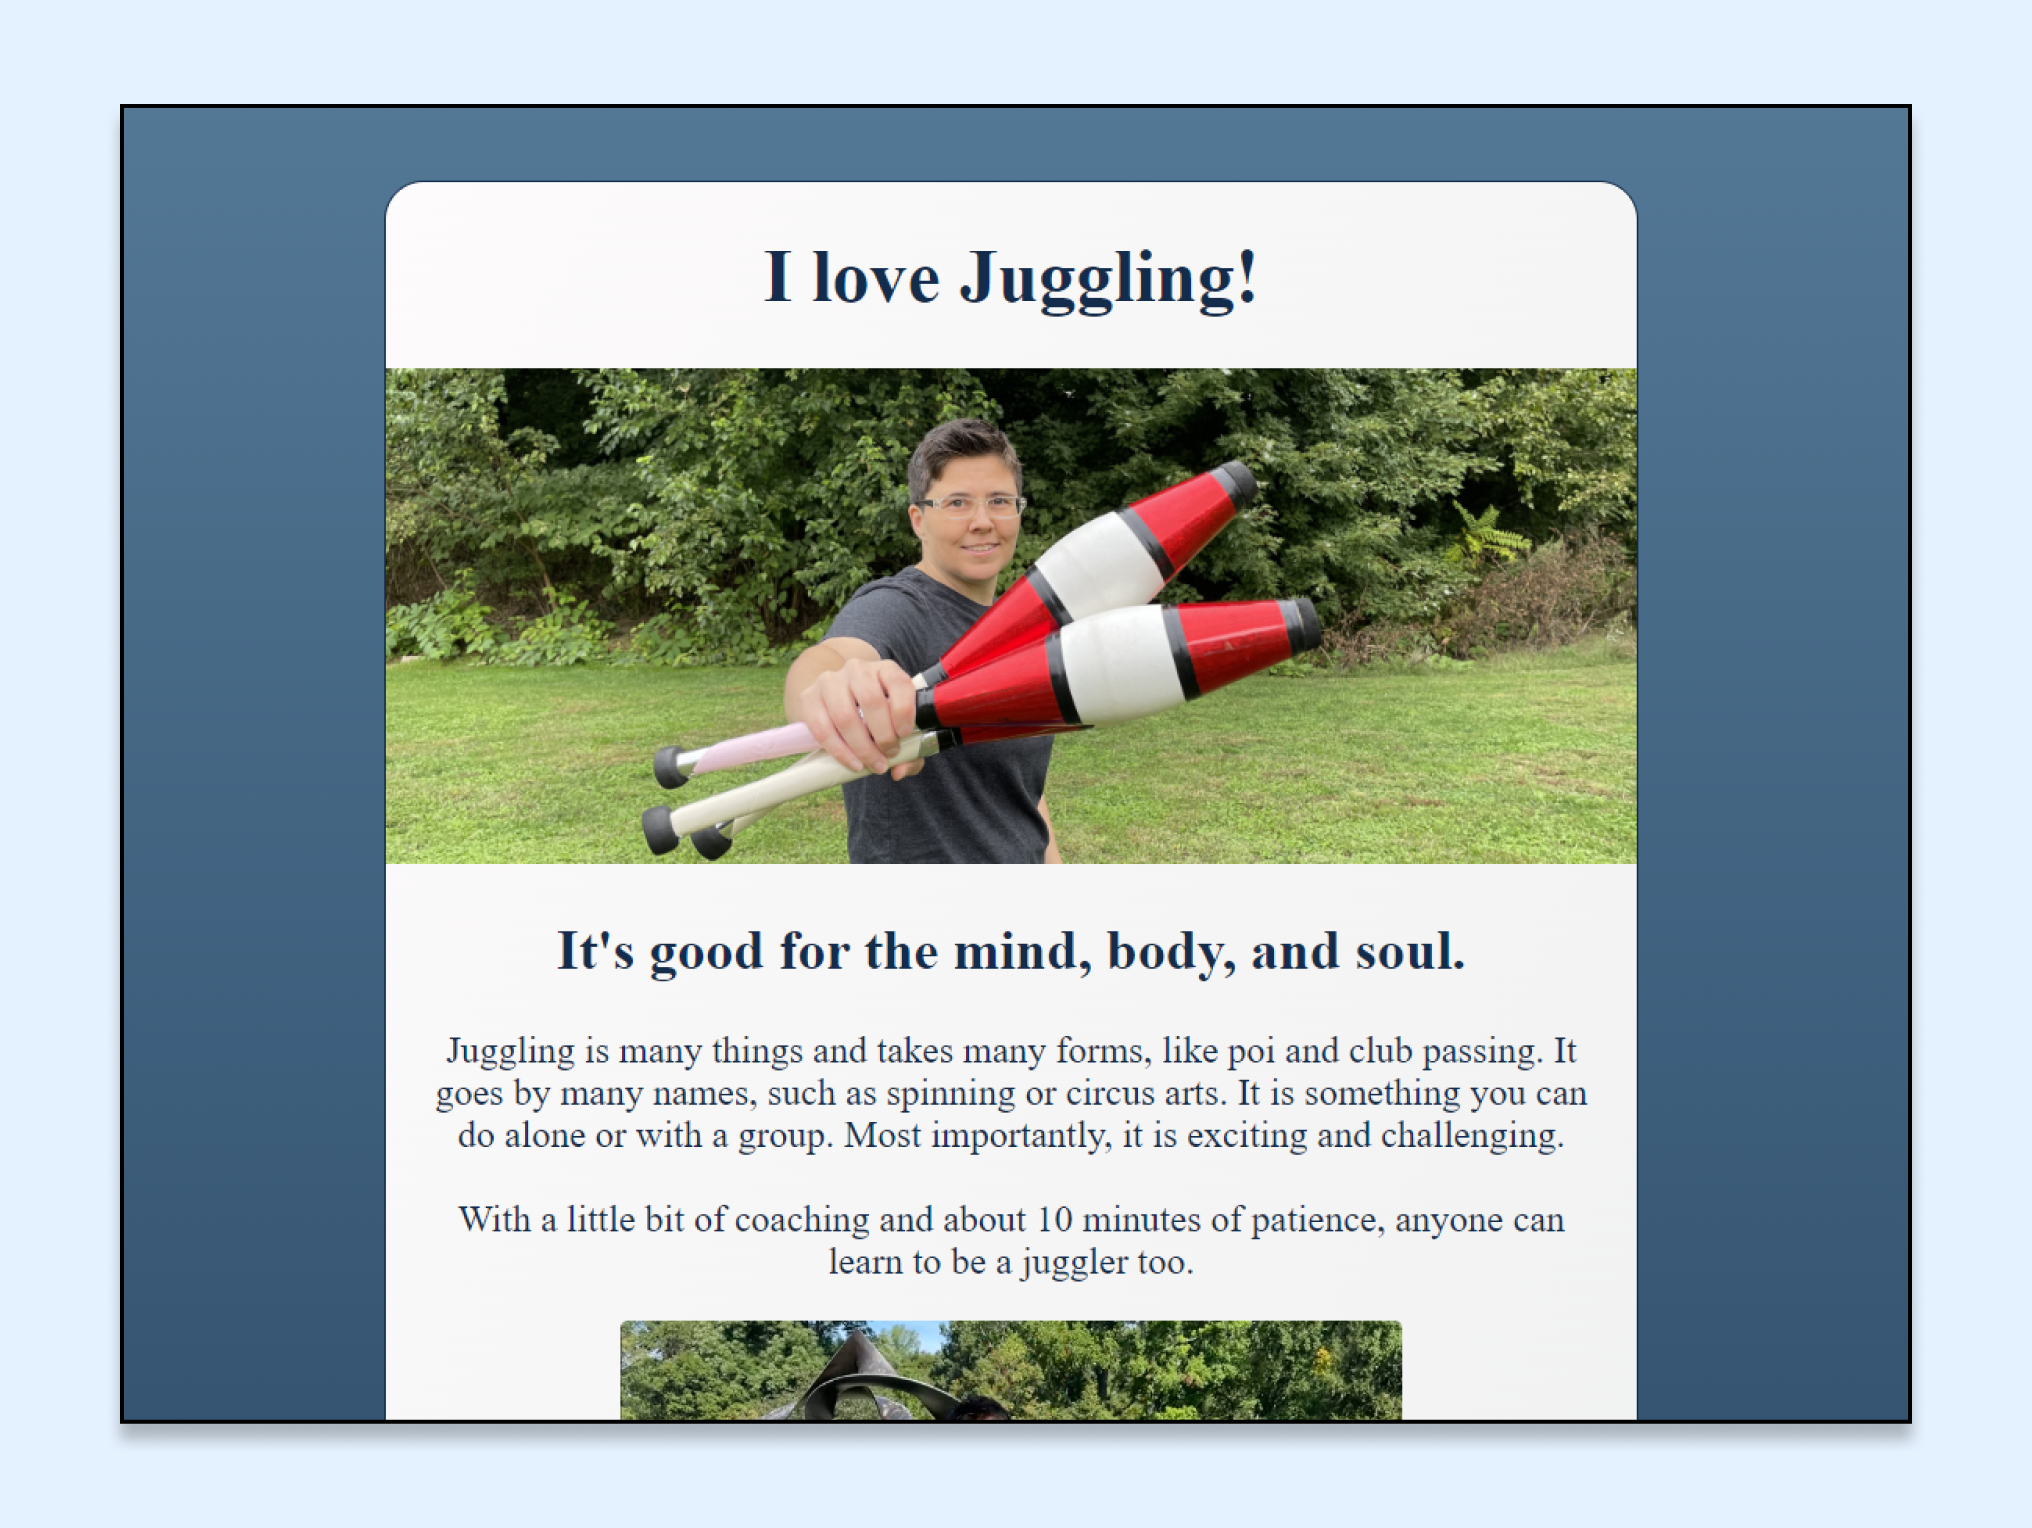 I love Juggling!
It's good for the mind, body, and soul.
Juggling is many things and takes many forms, like poi and club passing. It
goes by many names, such as spinning or circus arts. It is something you can
do alone or with a group. Most importantly, it is exciting and challenging.
With a little bit of coaching and about 10 minutes of patience, anyone can
learn to be a juggler too.